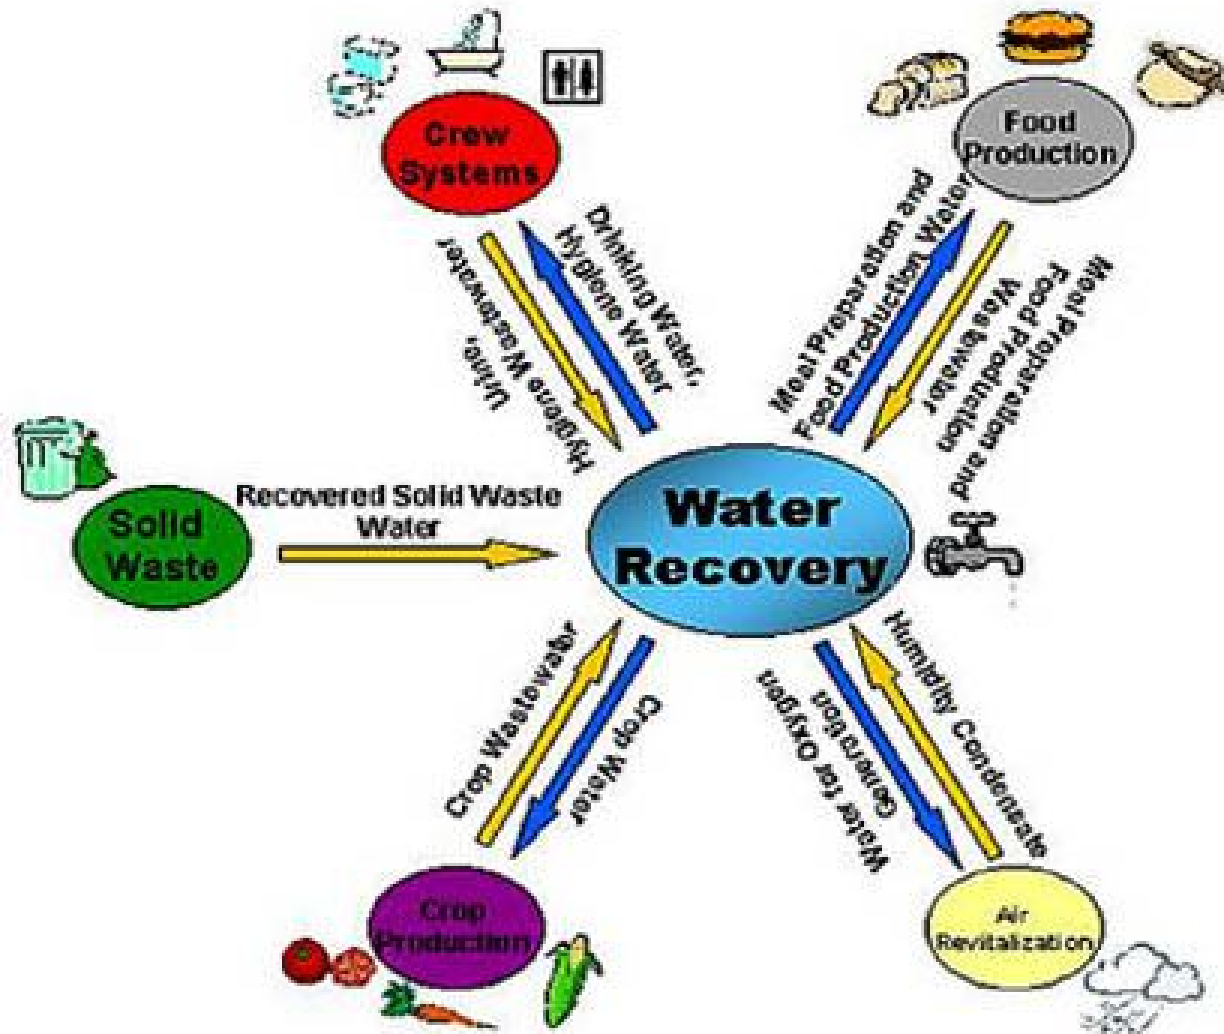 Crew
Systems
Food
Production
Drinking Water,
Hygiene Water
Urine,
Hygiene Wastewater
Meal Preparation and
Food Production Water
Meal Preparation and
Food Production
Wastewater
Solid
Waste
Recovered Solid Waste
Water
Water
Recovery
Crop Wastewater
Crop Water
Water for Oxygen
Generation
Humidity Condensate
Crop
Production
Air
Revitalization